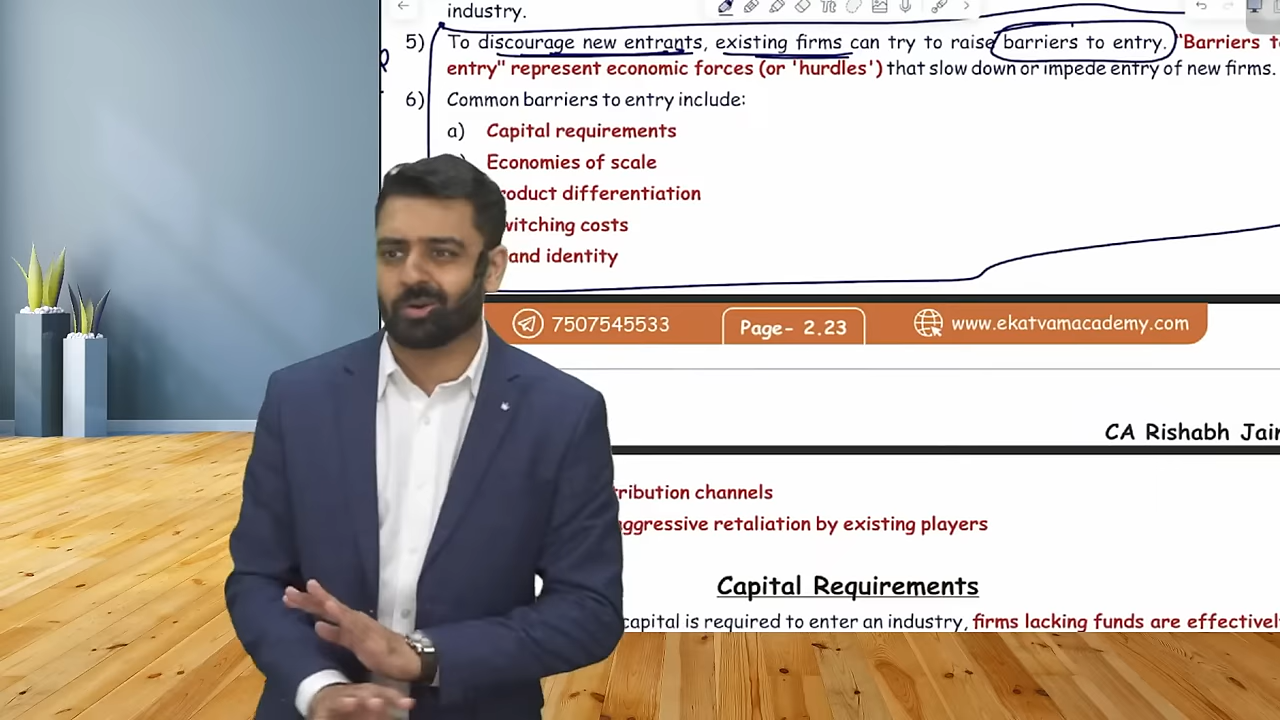 industry.
5) To discourage new entrants, existing firms can try to raise barriers to entry. "Barriers to
entry" represent economic forces (or 'hurdles') that slow down or impede entry of new firms.
6) Common barriers to entry include:
a) Capital requirements
Economies of scale
roduct differentiation
witching costs
and identity
7507545533 Page- 2.23 www.ekatvamacademy.com
CA Rishabh Jain
tribution channels
aggressive retaliation by existing players
Capital Requirements
capital is required to enter an industry, firms lacking funds are effectively